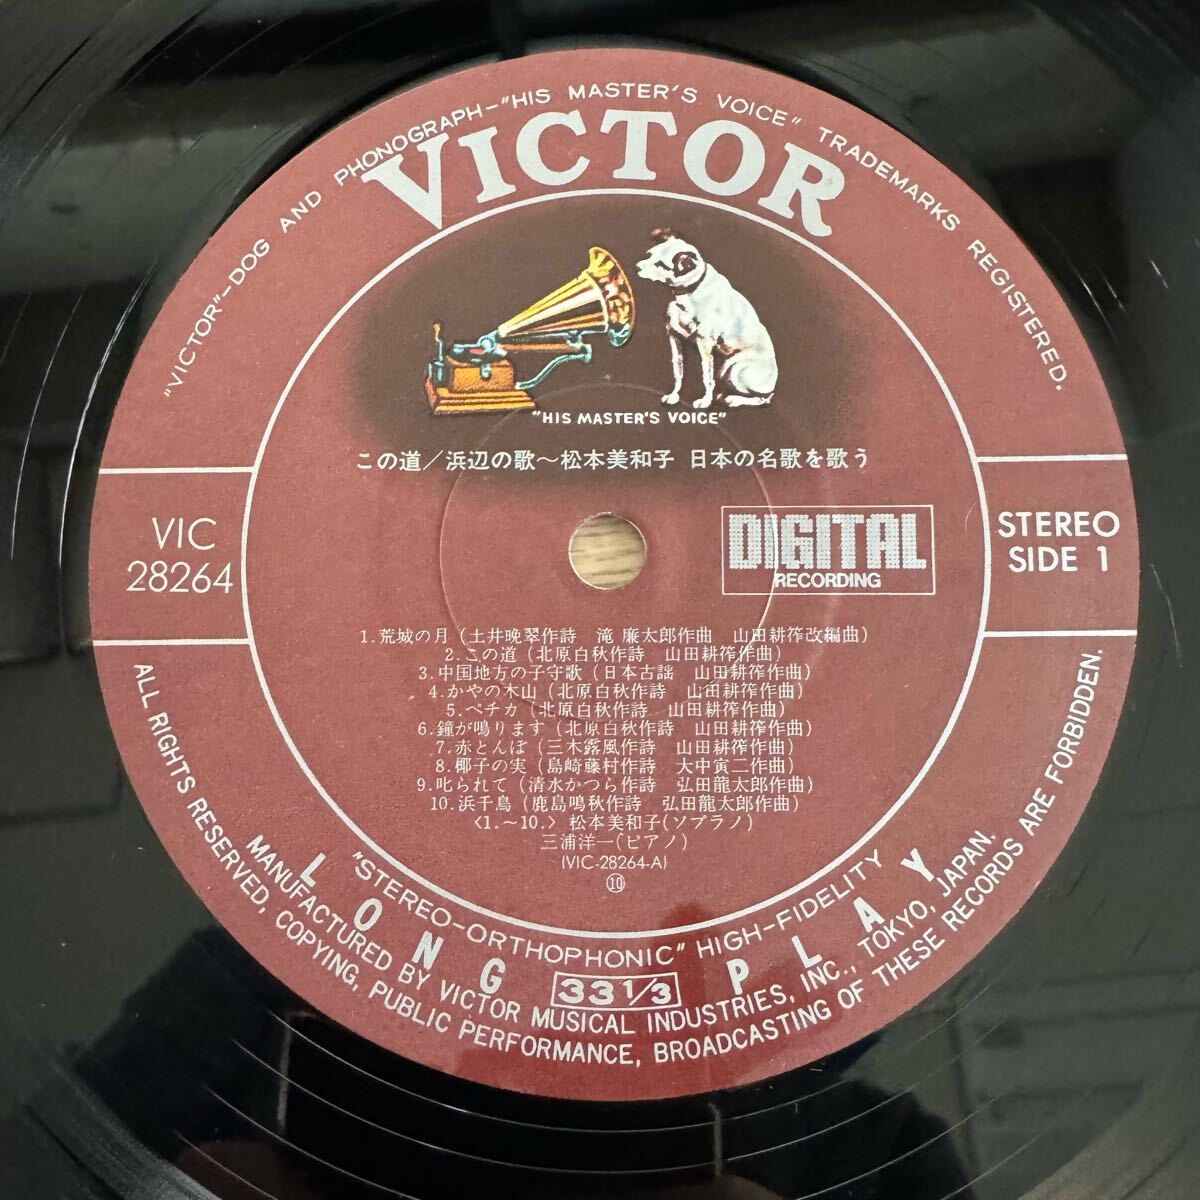 "VICTOR"–DOG AND PHONOGRAPH–"HIS MASTER'S VOICE" TRADEMARKS REGISTERED.
VICTOR
"HIS MASTER'S VOICE"
この道／浜辺の歌～松本美和子 日本の名歌を歌う
VIC
28264
DIGITAL
RECORDING
STEREO
SIDE 1
1.荒城の月（土井晩翠作詩 滝 廉太郎作曲 山田耕筰改編曲）
2.この道（北原白秋作詩 山田耕筰作曲）
3.中国地方の子守歌（日本古謡 山田耕筰作曲）
4.かやの木山（北原白秋作詩 山田耕筰作曲）
5.ペチカ（北原白秋作詩 山田耕筰作曲）
6.鐘が鳴ります（北原白秋作詩 山田耕筰作曲）
7.赤とんぼ（三木露風作詩 山田耕筰作曲）
8.椰子の実（島崎藤村作詩 大中寅二作曲）
9.叱られて（清水かつら作詩 弘田龍太郎作曲）
10.浜千鳥（鹿島鳴秋作詩 弘田龍太郎作曲）
〈1.～10.〉松本美和子(ソプラノ)
三浦洋一(ピアノ)
(VIC-28264-A)
⑩
"STEREO–ORTHOPHONIC" HIGH–FIDELITY
LONG 33 1/3 PLAY
MANUFACTURED BY VICTOR MUSICAL INDUSTRIES, INC., TOKYO, JAPAN.
ALL RIGHTS RESERVED, COPYING, PUBLIC PERFORMANCE, BROADCASTING OF THESE RECORDS ARE FORBIDDEN.